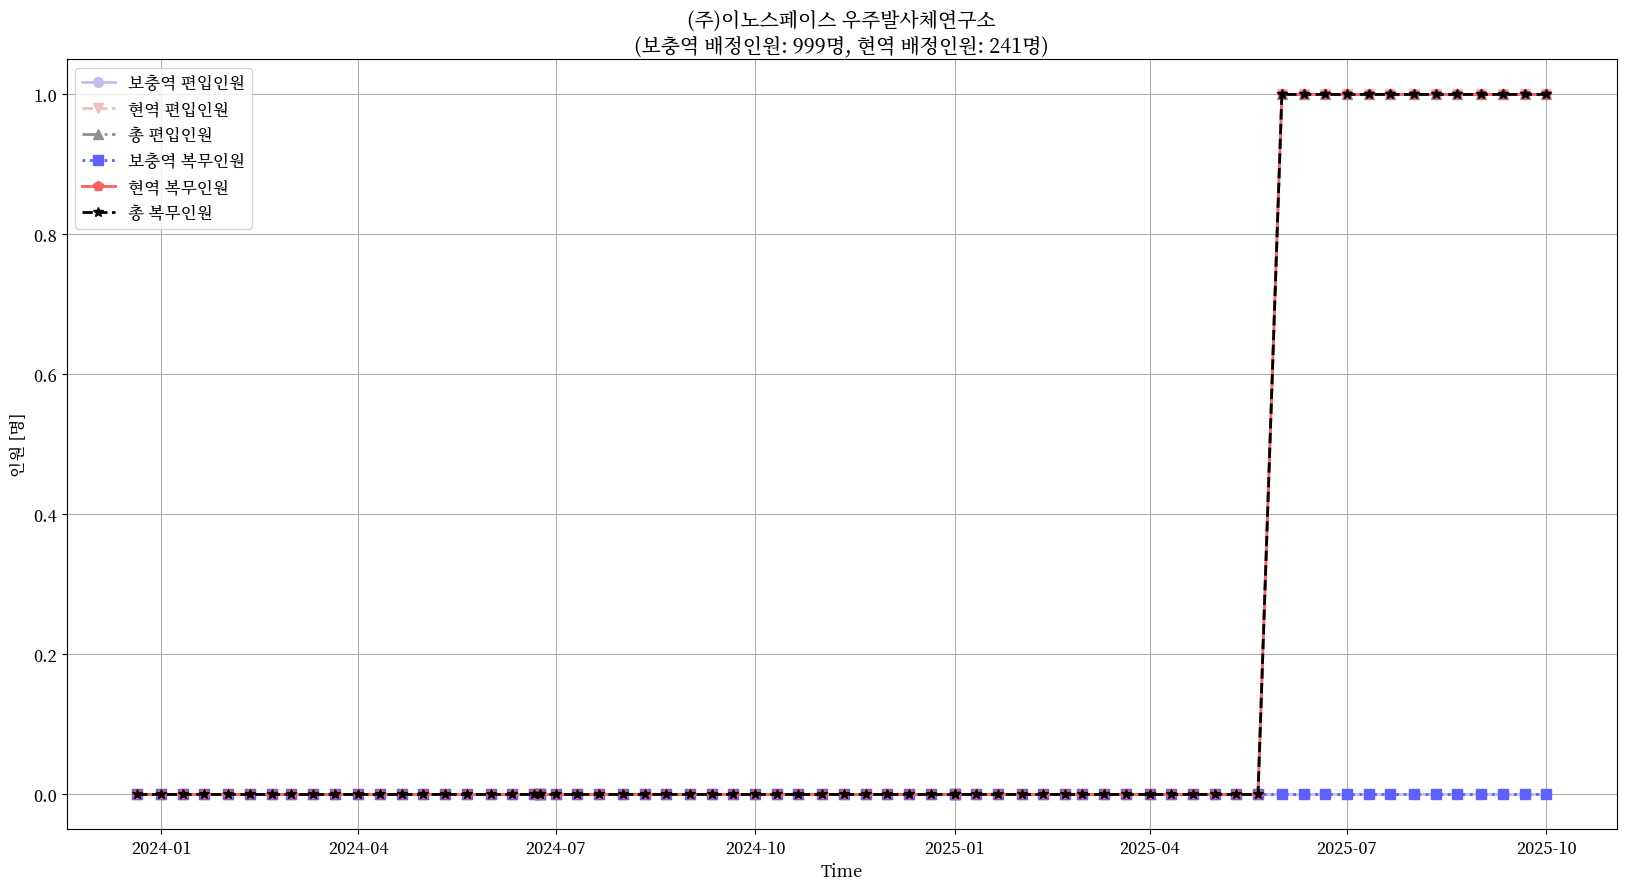 (주)이노스페이스 우주발사체연구소
(보충역 배정인원: 999명, 현역 배정인원: 241명)
보충역 편입인원
현역 편입인원
총 편입인원
보충역 복무인원
현역 복무인원
총 복무인원
인원 [명]
1.0
0.8
0.6
0.4
0.2
0.0
2024-01
2024-04
2024-07
2024-10
2025-01
2025-04
2025-07
2025-10
Time